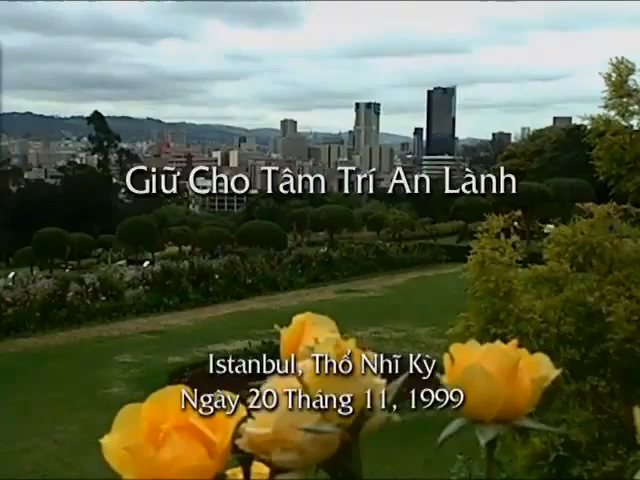 Giữ Cho Tâm Trí An Lành
Istanbul, Thổ Nhĩ Kỳ
Ngày 20 Tháng 11, 1999